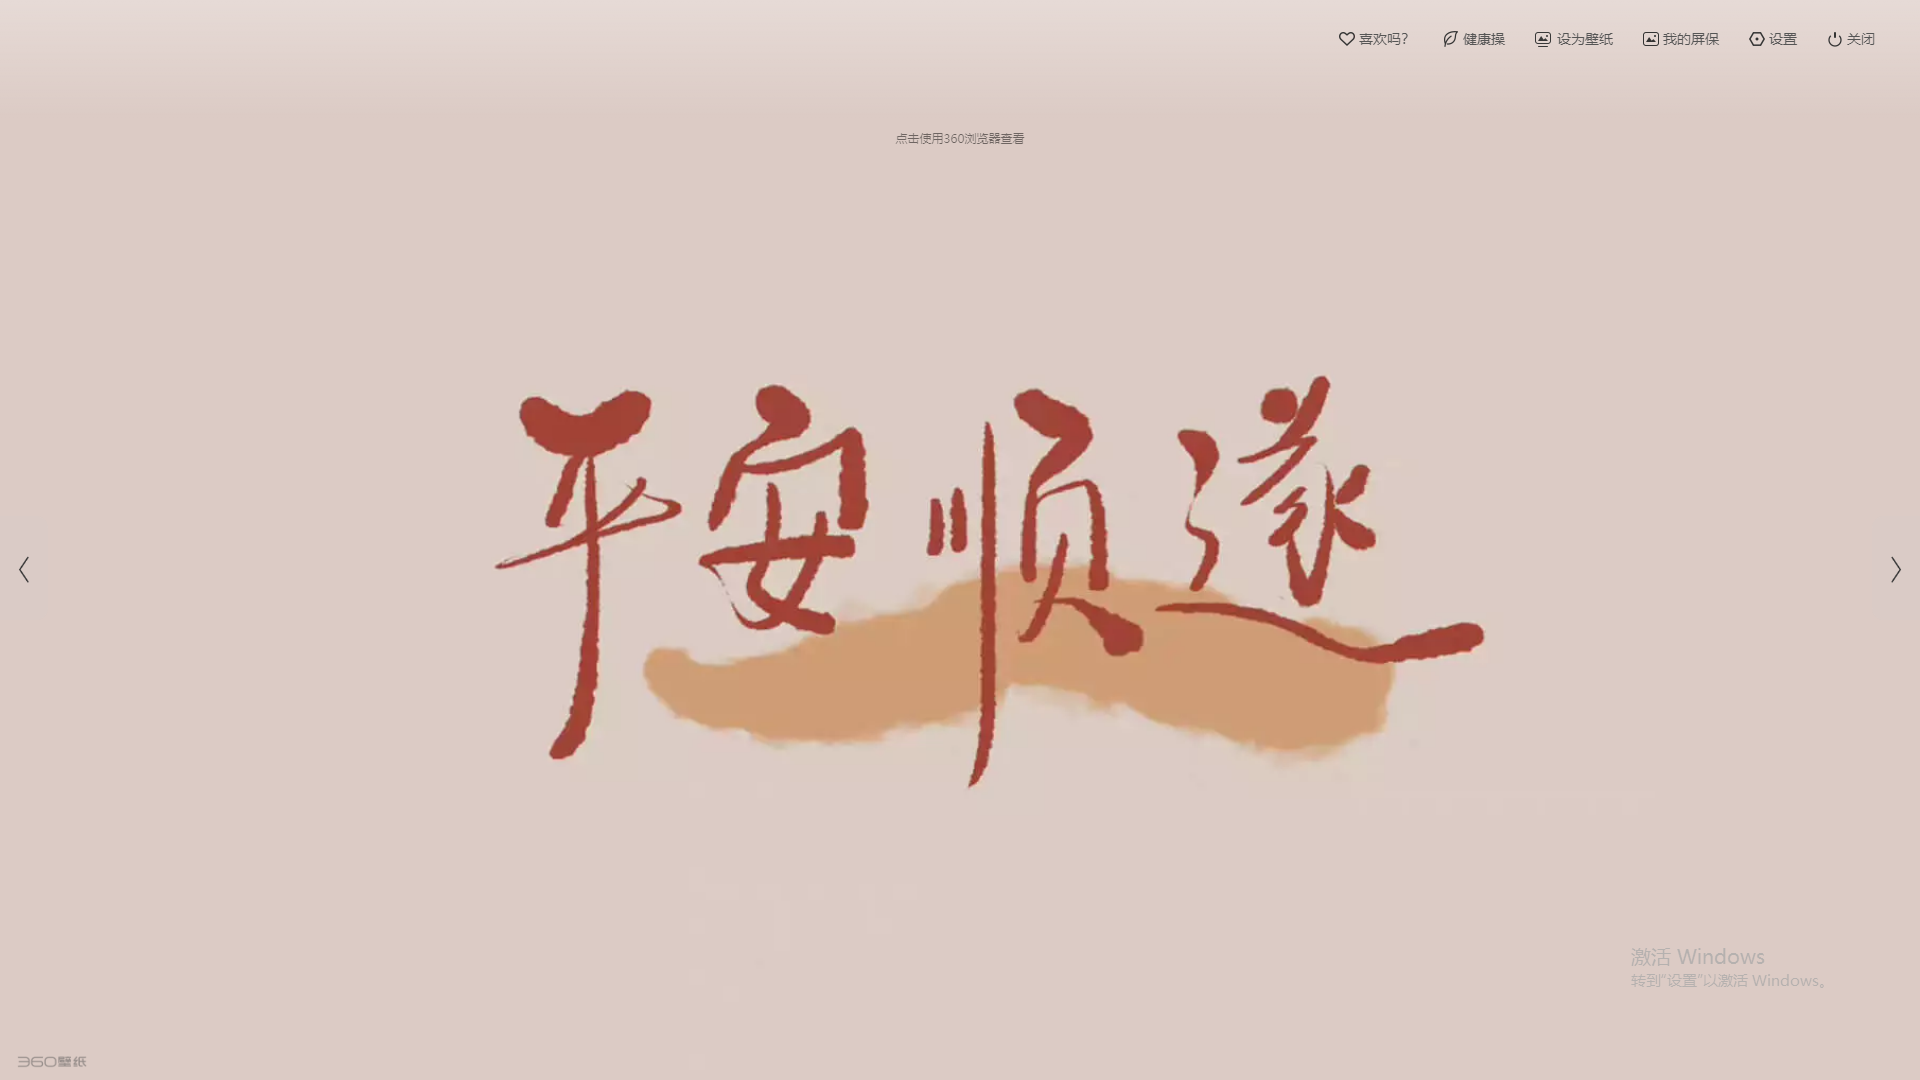 喜欢吗? 健康操 设为壁纸 我的屏保 设置 关闭
点击使用360浏览器查看
平安顺遂
激活 Windows
转到“设置”以激活 Windows。
360壁纸